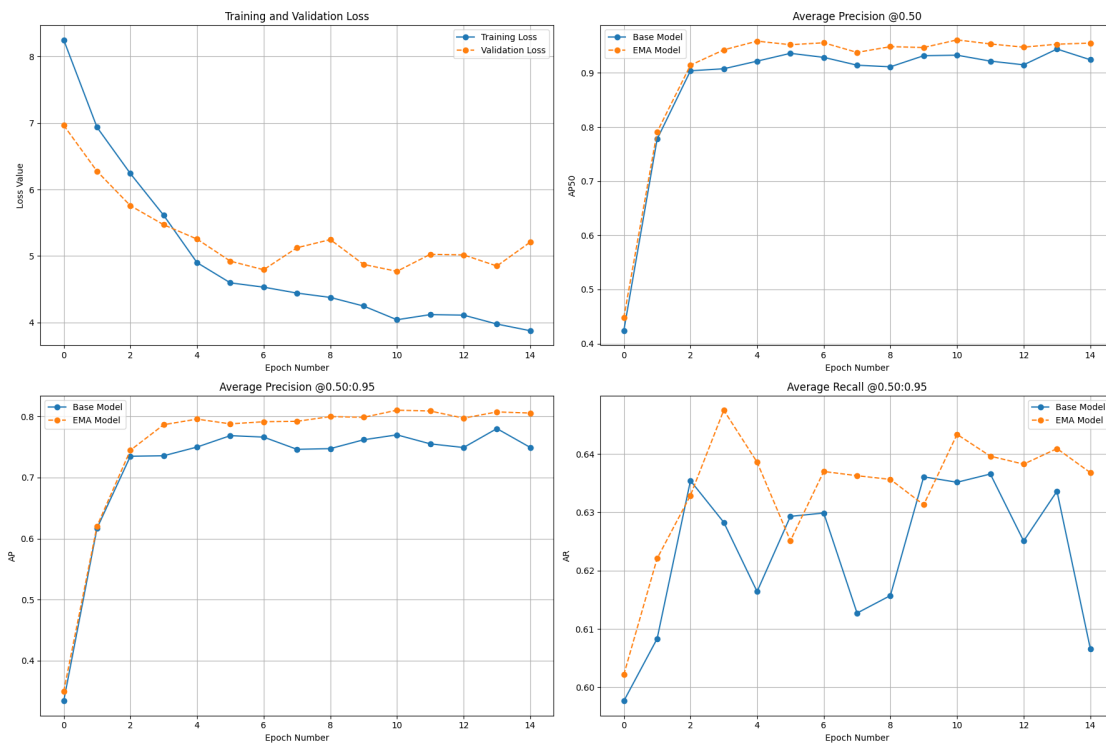 Training and Validation Loss
Training Loss
Validation Loss
8
7
6
5
4
Loss Value
0 2 4 6 8 10 12 14
Epoch Number
Average Precision @0.50
Base Model
EMA Model
0.9
0.8
0.7
0.6
0.5
0.4
AP50
0 2 4 6 8 10 12 14
Epoch Number
Average Precision @0.50:0.95
Base Model
EMA Model
0.8
0.7
0.6
0.5
0.4
AP
0 2 4 6 8 10 12 14
Epoch Number
Average Recall @0.50:0.95
Base Model
EMA Model
0.64
0.63
0.62
0.61
0.60
AR
0 2 4 6 8 10 12 14
Epoch Number